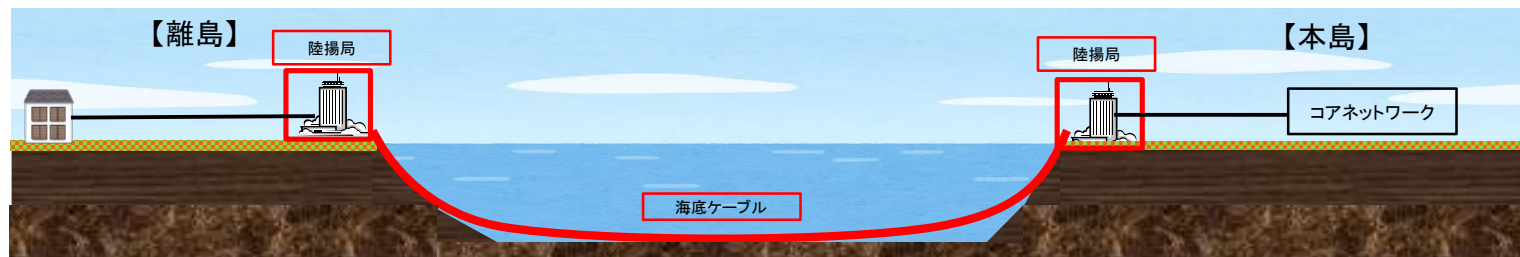 【離島】
陸揚局
陸揚局
【本島】
コアネットワーク
海底ケーブル